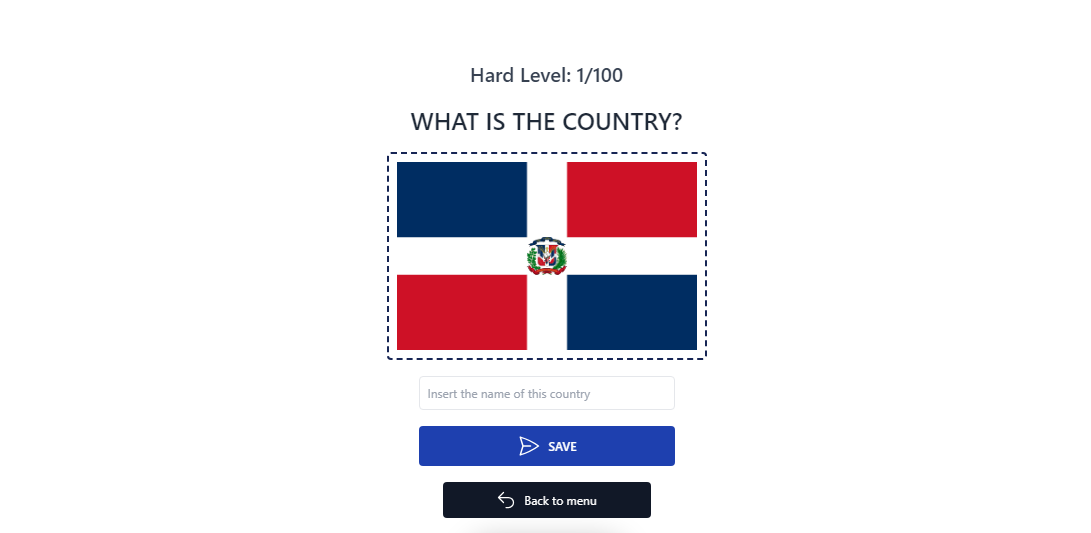 Hard Level: 1/100
WHAT IS THE COUNTRY?
Insert the name of this country
SAVE
Back to menu